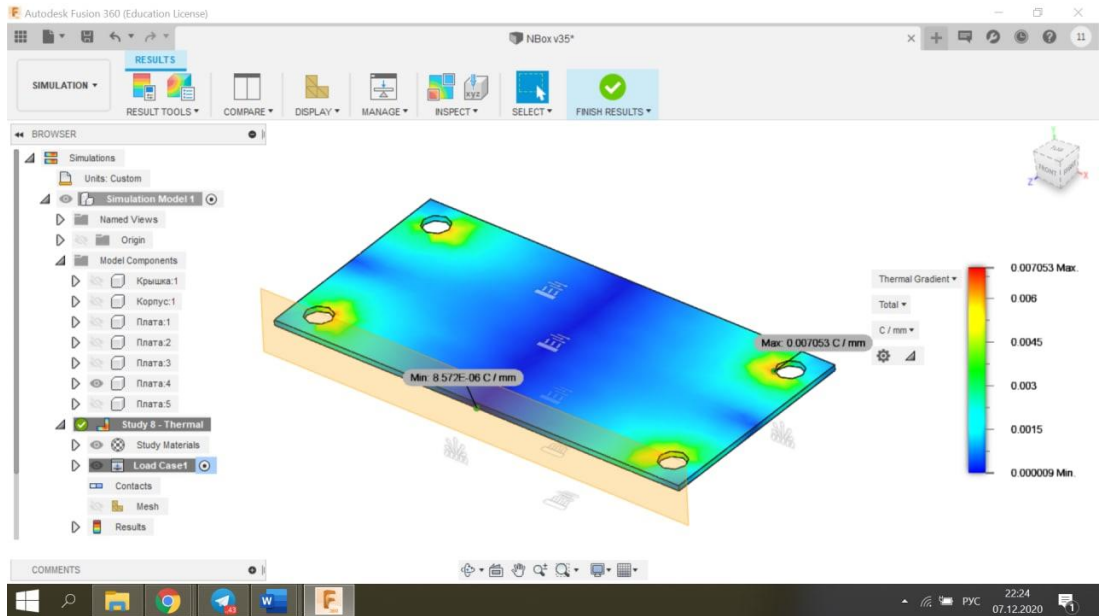 Autodesk Fusion 360 (Education License)
NBox v35*
11
RESULTS
SIMULATION
RESULT TOOLS
COMPARE
DISPLAY
MANAGE
INSPECT
SELECT
FINISH RESULTS
BROWSER
Simulations
Units: Custom
Simulation Model 1
Named Views
Origin
Model Components
Крышка:1
Корпус:1
Плата:1
Плата:2
Плата:3
Плата:4
Плата:5
Study 8 - Thermal
Study Materials
Load Case1
Contacts
Mesh
Results
Min: 8.572E-06 C / mm
Max: 0.007053 C / mm
Thermal Gradient
Total
C / mm
0.007053 Max.
0.006
0.0045
0.003
0.0015
0.000009 Min.
TOP
FRONT
RIGHT
Y
X
Z
xyz
COMMENTS
РУС
22:24
07.12.2020